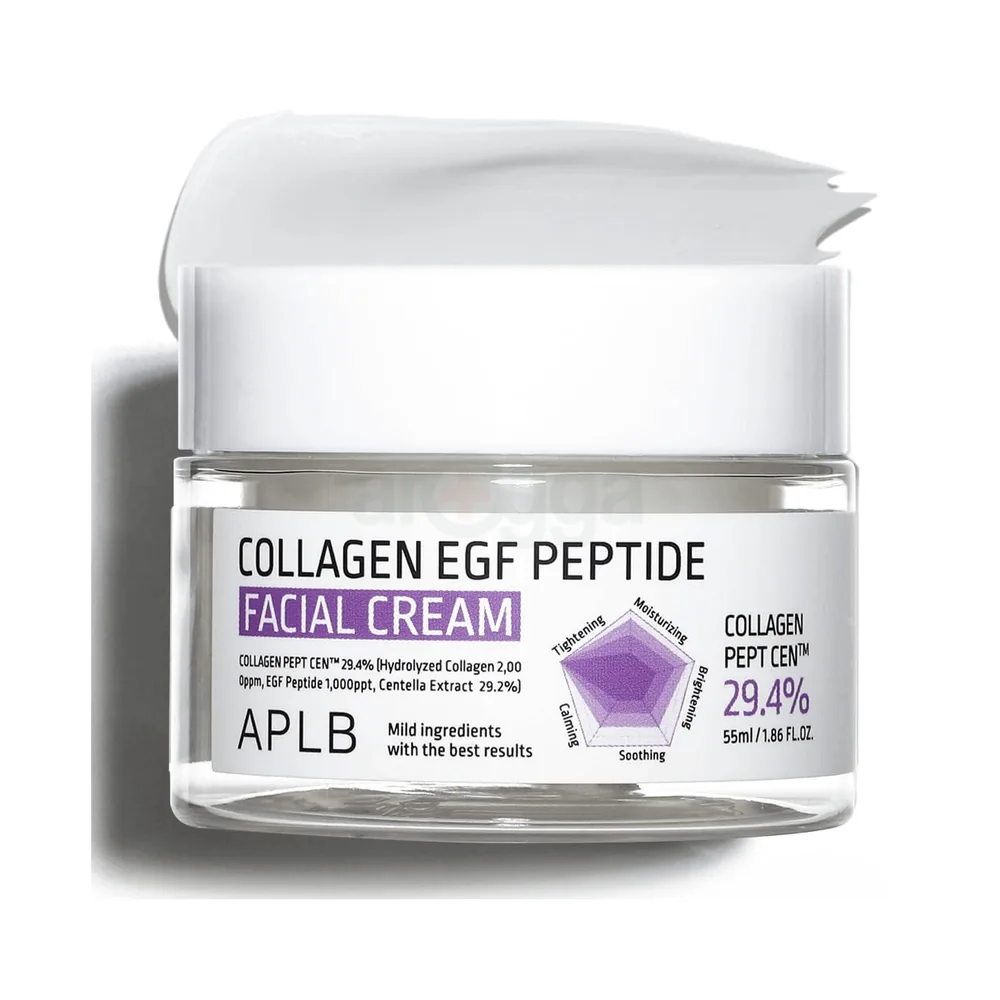 arogga
COLLAGEN EGF PEPTIDE
FACIAL CREAM
COLLAGEN PEPT CEN™ 29.4% (Hydrolyzed Collagen 2,00
0ppm, EGF Peptide 1,000ppt, Centella Extract 29.2%)
APLB
Mild ingredients
with the best results
Tightening
Moisturizing
Brightening
Calming
Soothing
COLLAGEN
PEPT CEN™
29.4%
55ml / 1.86 FL.OZ.